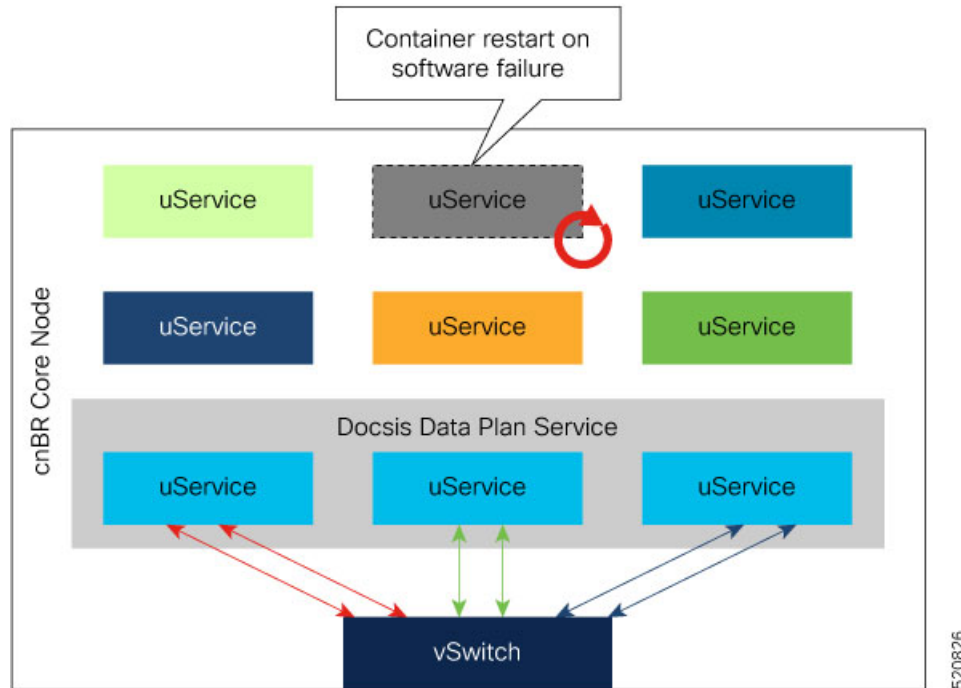 Container restart on
software failure
uService
uService
uService
cnBR Core Node
uService
uService
uService
Docsis Data Plan Service
uService
uService
uService
vSwitch
520826